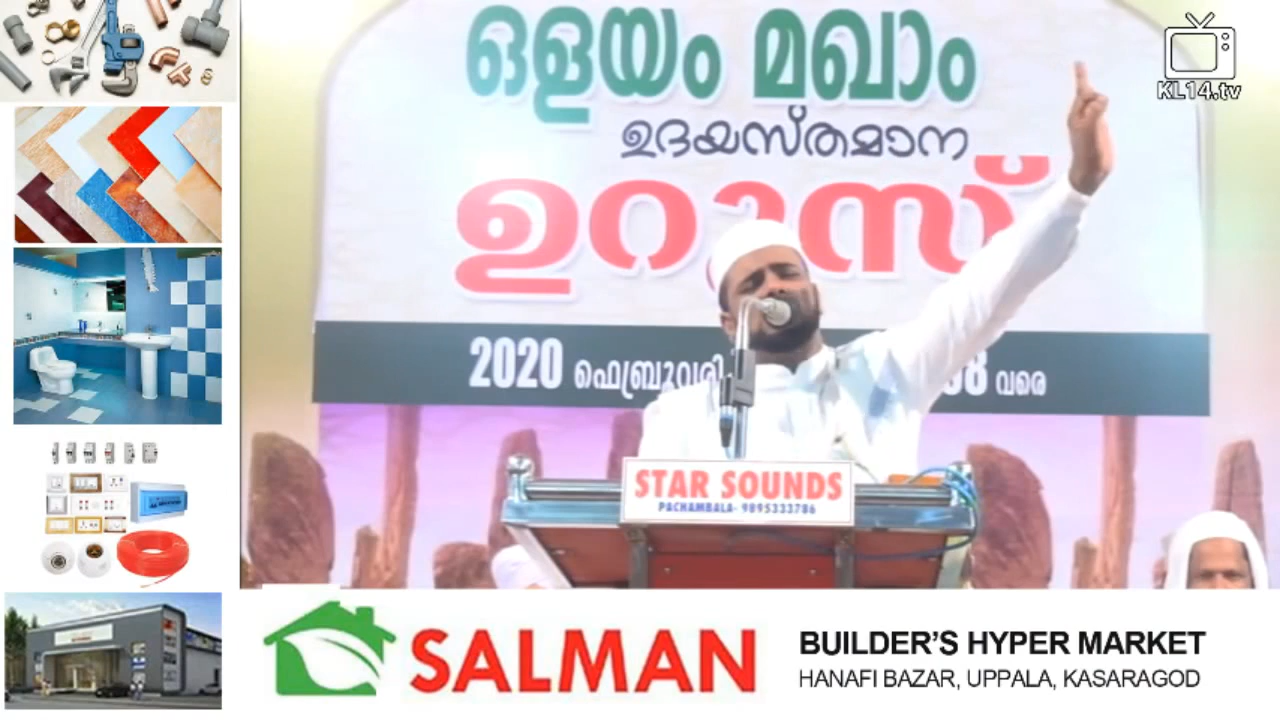 ഒളയം മഖാം
KL14.tv
ഉദയസ്തമാന
ഉറൂസ്
2020 ഫെബ്രുവരി
വരെ
STAR SOUNDS
PACHAMBALA- 9895333786
SALMAN
BUILDER'S HYPER MARKET
HANAFI BAZAR, UPPALA, KASARAGOD